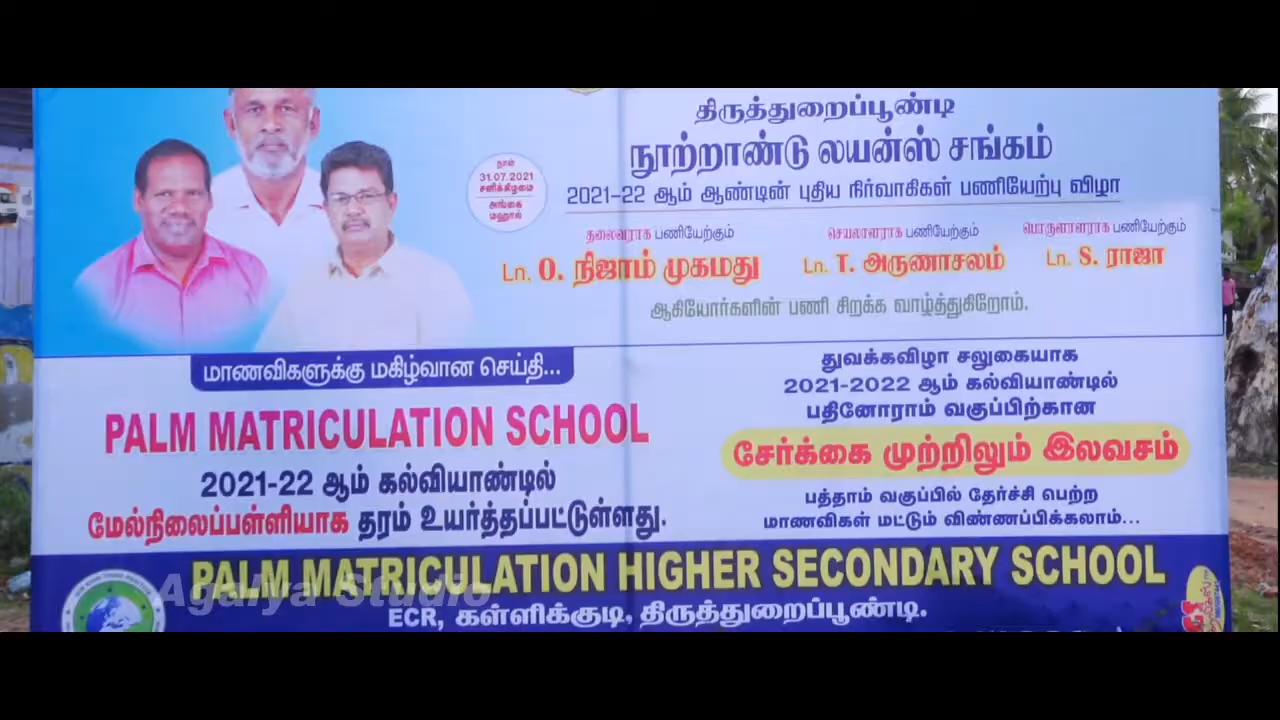 திருத்துறைப்பூண்டி
நூற்றாண்டு லயன்ஸ் சங்கம்
2021-22 ஆம் ஆண்டின் புதிய நிர்வாகிகள் பணியேற்பு விழா
நாள்
31.07.2021
சனிக்கிழமை
அங்கை
மஹால்
தலைவராக பணியேற்கும்
Ln. O. நிஜாம் முகமது
செயலாளராக பணியேற்கும்
Ln. T. அருணாசலம்
பொருளாளராக பணியேற்கும்
Ln. S. ராஜா
ஆகியோர்களின் பணி சிறக்க வாழ்த்துகிறோம்.
மாணவிகளுக்கு மகிழ்வான செய்தி...
PALM MATRICULATION SCHOOL
2021-22 ஆம் கல்வியாண்டில்
மேல்நிலைப்பள்ளியாக தரம் உயர்த்தப்பட்டுள்ளது.
துவக்கவிழா சலுகையாக
2021-2022 ஆம் கல்வியாண்டில்
பதினோராம் வகுப்பிற்கான
சேர்க்கை முற்றிலும் இலவசம்
பத்தாம் வகுப்பில் தேர்ச்சி பெற்ற
மாணவிகள் மட்டும் விண்ணப்பிக்கலாம்...
PALM MATRICULATION HIGHER SECONDARY SCHOOL
ECR, கள்ளிக்குடி, திருத்துறைப்பூண்டி.
Agalya Studio